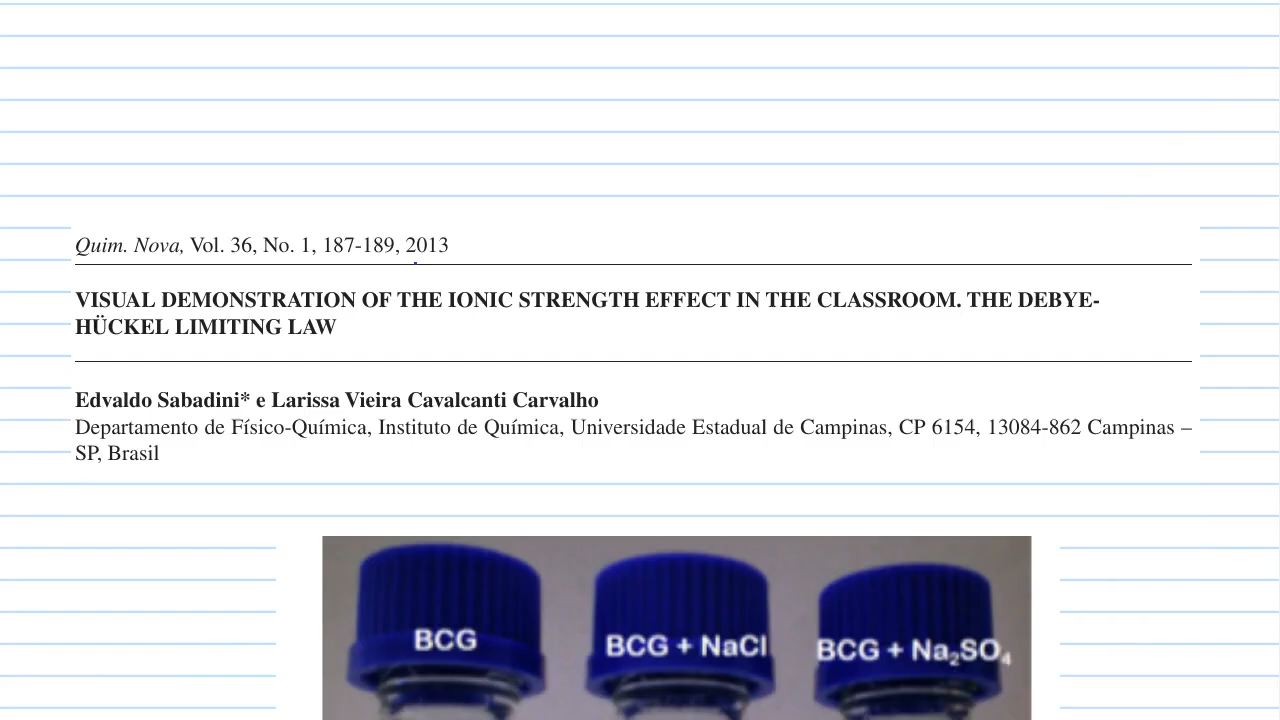 Quim. Nova, Vol. 36, No. 1, 187-189, 2013
VISUAL DEMONSTRATION OF THE IONIC STRENGTH EFFECT IN THE CLASSROOM. THE DEBYE-
HÜCKEL LIMITING LAW
Edvaldo Sabadini* e Larissa Vieira Cavalcanti Carvalho
Departamento de Físico-Química, Instituto de Química, Universidade Estadual de Campinas, CP 6154, 13084-862 Campinas –
SP, Brasil
BCG
BCG + NaCl
BCG + Na₂SO₄